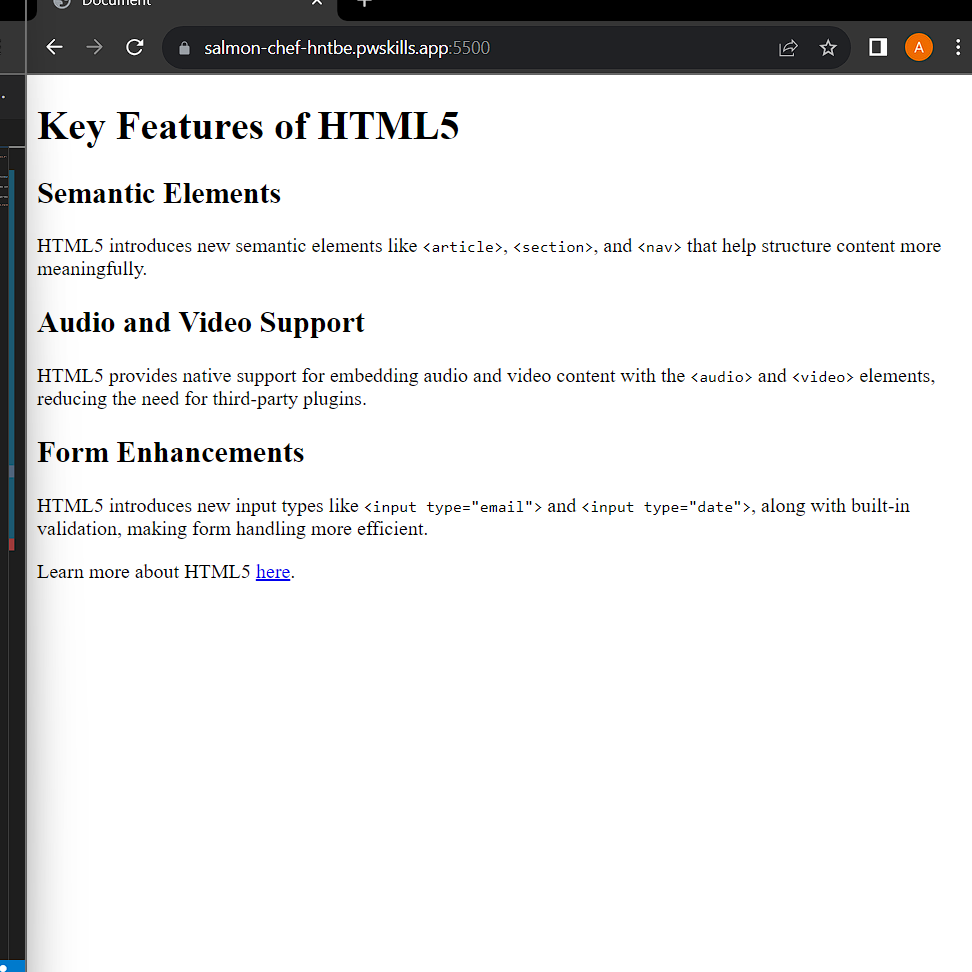 Document
salmon-chef-hntbe.pwskills.app:5500
A
Key Features of HTML5
Semantic Elements
HTML5 introduces new semantic elements like <article>, <section>, and <nav> that help structure content more
meaningfully.
Audio and Video Support
HTML5 provides native support for embedding audio and video content with the <audio> and <video> elements,
reducing the need for third-party plugins.
Form Enhancements
HTML5 introduces new input types like <input type="email"> and <input type="date">, along with built-in
validation, making form handling more efficient.
Learn more about HTML5 here.